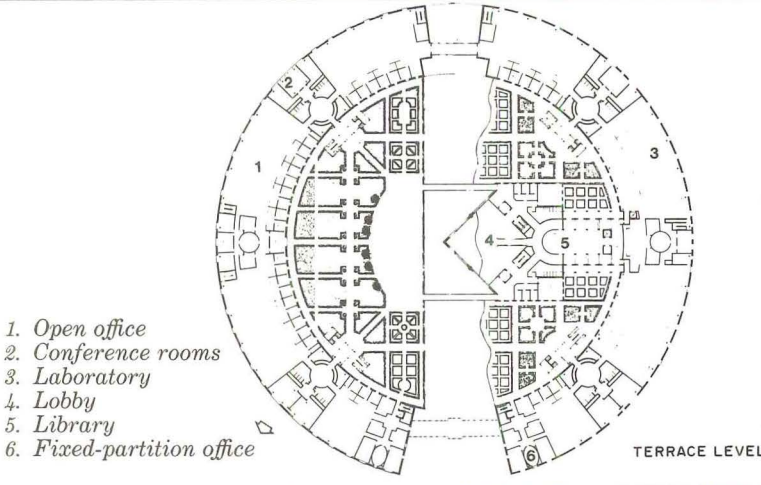 2
1
3
4
5
1. Open office
2. Conference rooms
3. Laboratory
4. Lobby
5. Library
6. Fixed-partition office
6
TERRACE LEVEL